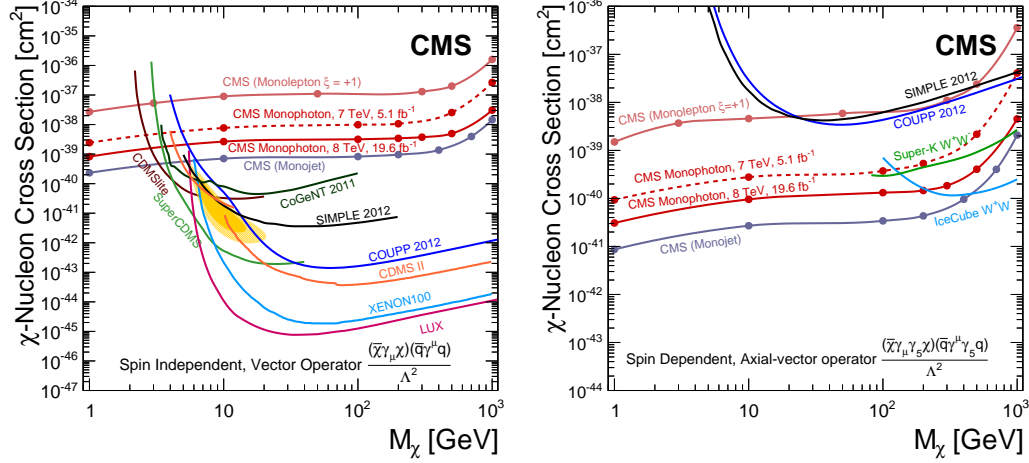 χ-Nucleon Cross Section [cm²]
10⁻³⁴
10⁻³⁵
10⁻³⁶
10⁻³⁷
10⁻³⁸
10⁻³⁹
10⁻⁴⁰
10⁻⁴¹
10⁻⁴²
10⁻⁴³
10⁻⁴⁴
10⁻⁴⁵
10⁻⁴⁶
10⁻⁴⁷
CMS
CMS (Monolepton ξ = +1)
CMS Monophoton, 7 TeV, 5.1 fb⁻¹
CMS Monophoton, 8 TeV, 19.6 fb⁻¹
CMS (Monojet)
CDMSlite
SuperCDMS
CoGeNT 2011
SIMPLE 2012
COUPP 2012
CDMS II
XENON100
LUX
Spin Independent, Vector Operator (χ̅γ_μχ)(q̅γ^μq) / Λ²
1 10 10² 10³
M_χ [GeV]
χ-Nucleon Cross Section [cm²]
10⁻³⁶
10⁻³⁷
10⁻³⁸
10⁻³⁹
10⁻⁴⁰
10⁻⁴¹
10⁻⁴²
10⁻⁴³
10⁻⁴⁴
CMS
SIMPLE 2012
COUPP 2012
CMS (Monolepton ξ=+1)
Super-K W⁺W⁻
CMS Monophoton, 7 TeV, 5.1 fb⁻¹
CMS Monophoton, 8 TeV, 19.6 fb⁻¹
IceCube W⁺W⁻
CMS (Monojet)
Spin Dependent, Axial-vector operator (χ̅γ_μγ₅χ)(q̅γ^μγ₅q) / Λ²
1 10 10² 10³
M_χ [GeV]